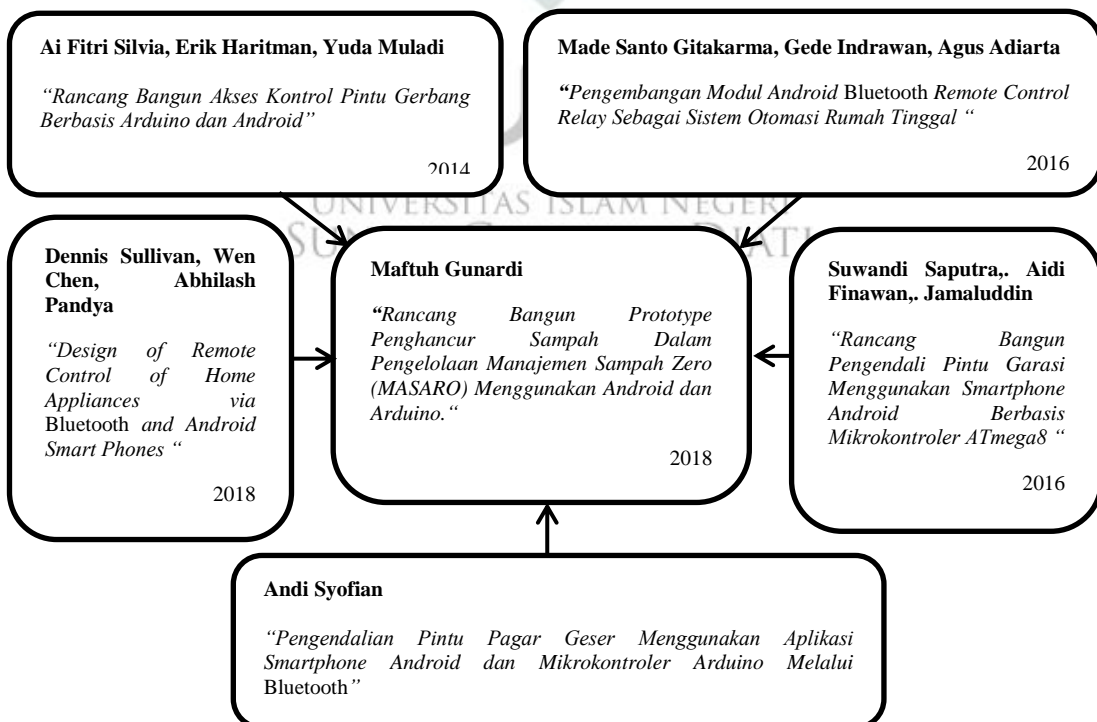 Ai Fitri Silvia, Erik Haritman, Yuda Muladi
“Rancang Bangun Akses Kontrol Pintu Gerbang
Berbasis Arduino dan Android”
2014
Made Santo Gitakarma, Gede Indrawan, Agus Adiarta
“Pengembangan Modul Android Bluetooth Remote Control
Relay Sebagai Sistem Otomasi Rumah Tinggal “
2016
UNIVERSITAS ISLAM NEGERI
Dennis Sullivan, Wen
Chen, Abhilash
Pandya
“Design of Remote
Control of Home
Appliances via
Bluetooth and Android
Smart Phones “
2018
Maftuh Gunardi
“Rancang Bangun Prototype
Penghancur Sampah Dalam
Pengelolaan Manajemen Sampah Zero
(MASARO) Menggunakan Android dan
Arduino.“
2018
Suwandi Saputra,. Aidi
Finawan,. Jamaluddin
“Rancang Bangun
Pengendali Pintu Garasi
Menggunakan Smartphone
Android Berbasis
Mikrokontroler ATmega8 “
2016
Andi Syofian
“Pengendalian Pintu Pagar Geser Menggunakan Aplikasi
Smartphone Android dan Mikrokontroler Arduino Melalui
Bluetooth”